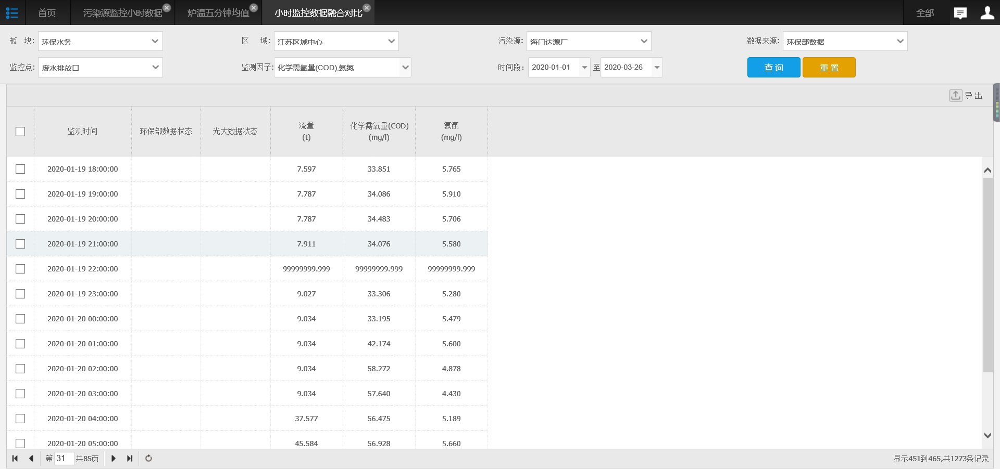 首页 污染源监控小时数据 炉温五分钟均值 小时监控数据融合对比 全部
板 块: 环保水务 区 域: 江苏区域中心 污染源: 海门达源厂 数据来源: 环保部数据
监控点: 废水排放口 监测因子: 化学需氧量(COD),氨氮 时间段: 2020-01-01 至 2020-03-26 查 询 重 置
导 出
监测时间 环保部数据状态 光大数据状态 流量 (t) 化学需氧量(COD) (mg/l) 氨氮 (mg/l)
2020-01-19 18:00:00 7.597 33.851 5.765
2020-01-19 19:00:00 7.787 34.086 5.910
2020-01-19 20:00:00 7.787 34.483 5.706
2020-01-19 21:00:00 7.911 34.076 5.580
2020-01-19 22:00:00 99999999.999 99999999.999 99999999.999
2020-01-19 23:00:00 9.027 33.306 5.280
2020-01-20 00:00:00 9.034 33.195 5.479
2020-01-20 01:00:00 9.034 42.174 5.600
2020-01-20 02:00:00 9.034 58.272 4.878
2020-01-20 03:00:00 9.034 57.640 4.430
2020-01-20 04:00:00 37.577 56.475 5.189
2020-01-20 05:00:00 45.584 56.928 5.660
第 31 共85页 显示451到465,共1273条记录